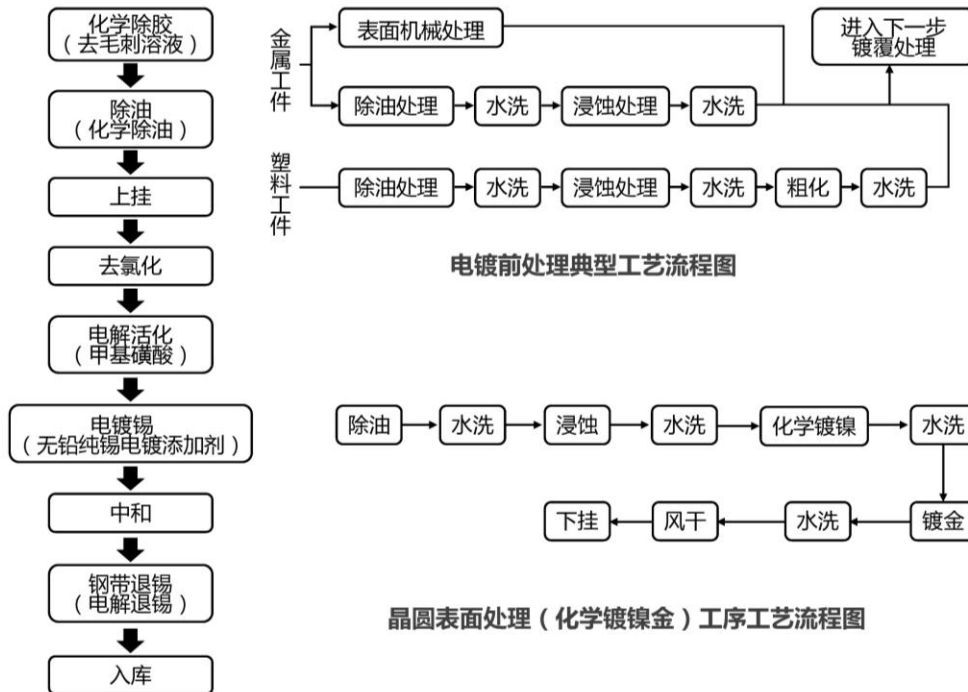 化学除胶
（去毛刺溶液）
除油
（化学除油）
上挂
去氯化
电解活化
（甲基磺酸）
电镀锡
（无铅纯锡电镀添加剂）
中和
钢带退锡
（电解退锡）
入库
金属工件
表面机械处理
进入下一步
镀覆处理
除油处理
水洗
浸蚀处理
水洗
塑料工件
除油处理
水洗
浸蚀处理
水洗
粗化
水洗
电镀前处理典型工艺流程图
除油
水洗
浸蚀
水洗
化学镀镍
水洗
下挂
风干
水洗
镀金
晶圆表面处理（化学镀镍金）工序工艺流程图